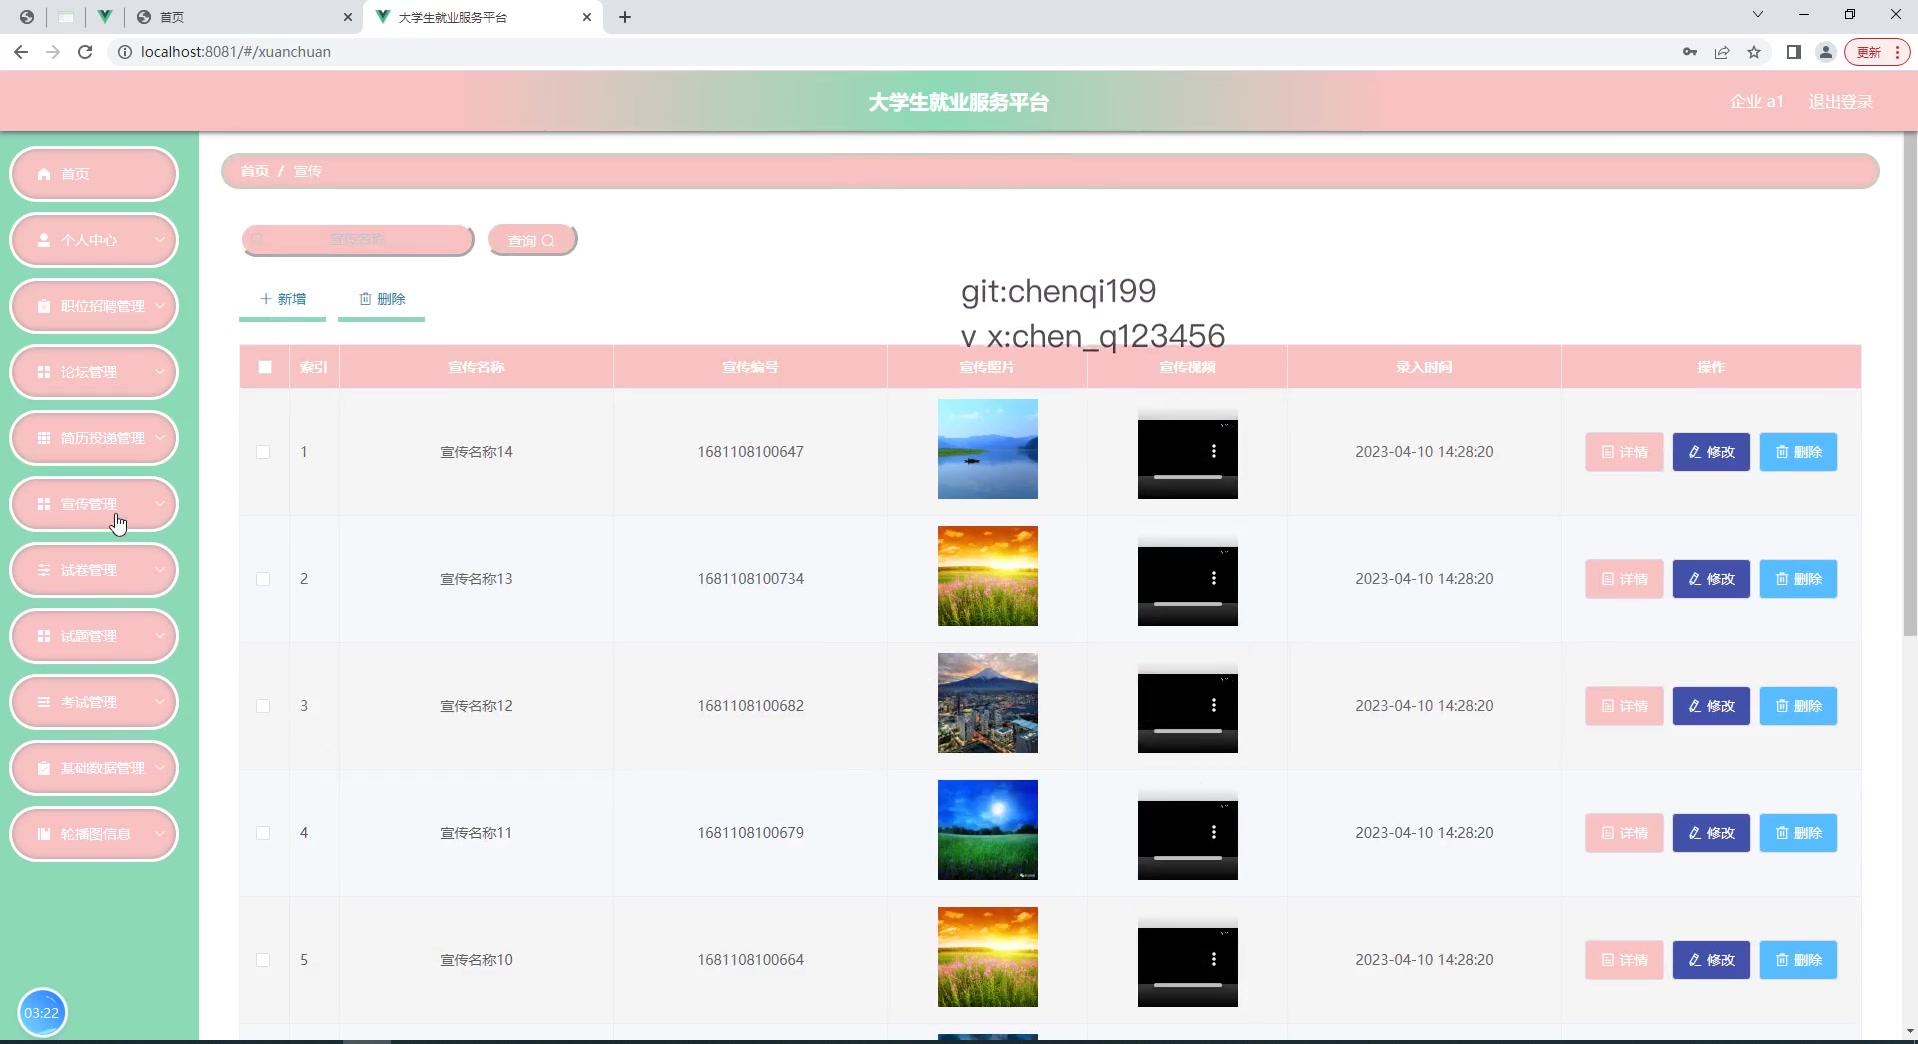 首页
大学生就业服务平台
localhost:8081/#/xuanchuan
更新
大学生就业服务平台
企业 a1
退出登录
首页
个人中心
职位招聘管理
论坛管理
简历投递管理
宣传管理
试卷管理
试题管理
考试管理
基础数据管理
轮播图信息
03:22
首页 / 宣传
宣传名称
查询
新增
删除
git:chenqi199
v x:chen_q123456
索引 宣传名称 宣传编号 宣传照片 宣传视频 录入时间 操作
1 宣传名称14 1681108100647 2023-04-10 14:28:20 详情 修改 删除
2 宣传名称13 1681108100734 2023-04-10 14:28:20 详情 修改 删除
3 宣传名称12 1681108100682 2023-04-10 14:28:20 详情 修改 删除
4 宣传名称11 1681108100679 2023-04-10 14:28:20 详情 修改 删除
5 宣传名称10 1681108100664 2023-04-10 14:28:20 详情 修改 删除